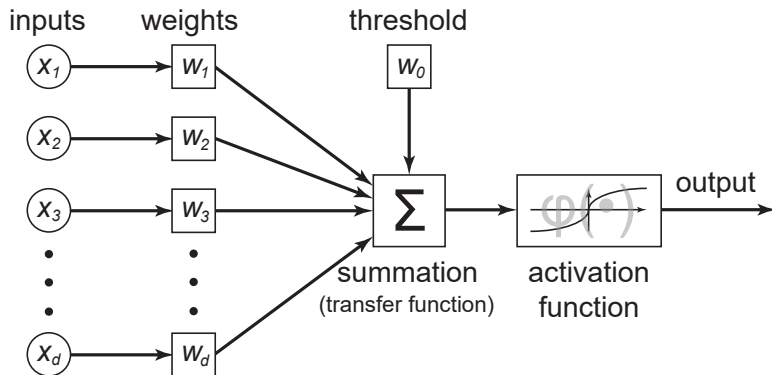 inputs weights threshold
x1 w1 w0
x2 w2
x3 w3 Σ φ(•) output
summation activation
(transfer function) function
xd wd